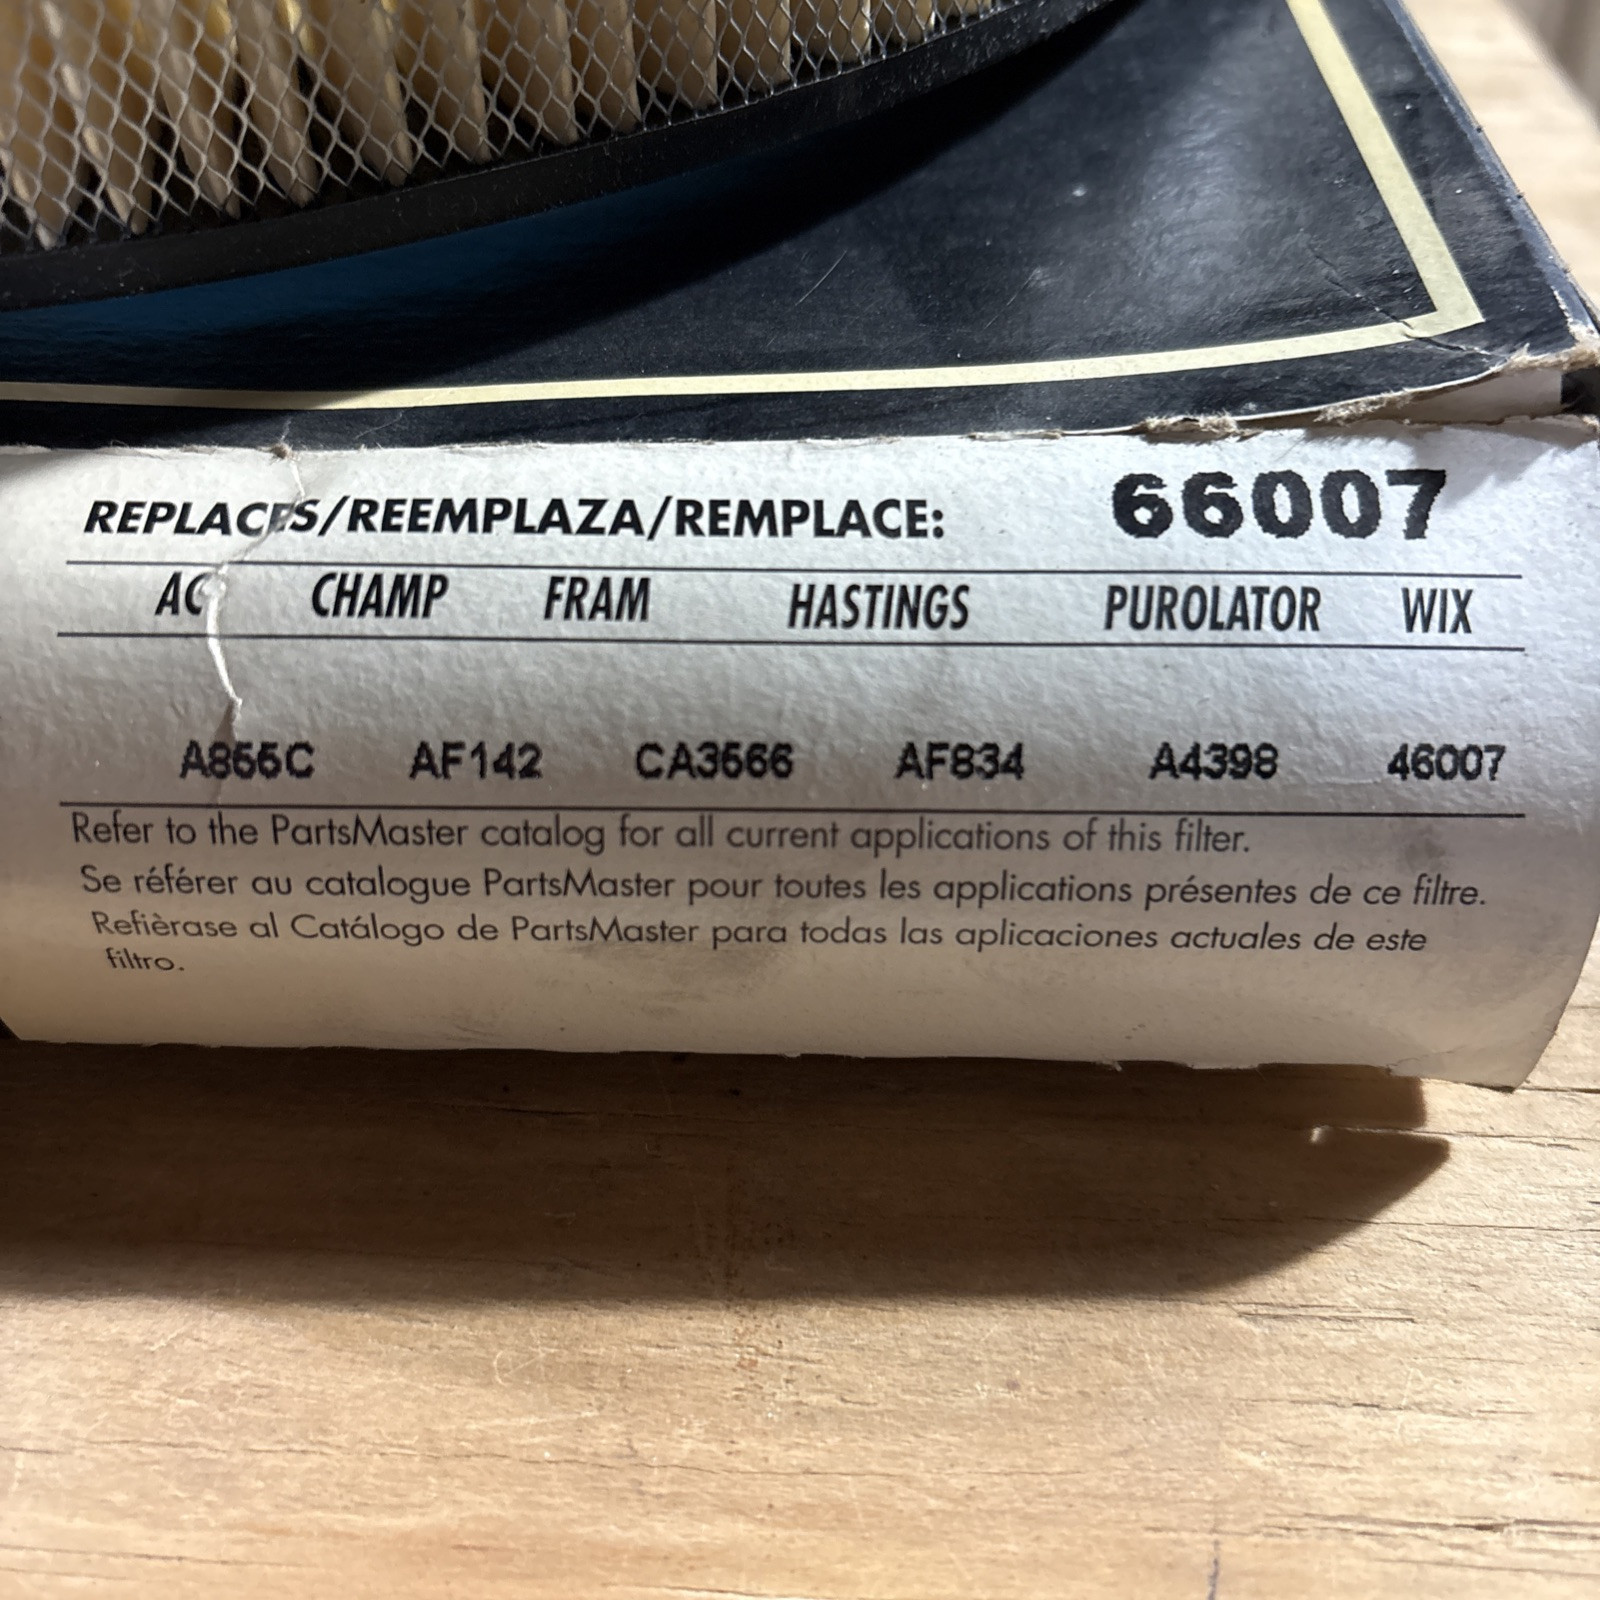 REPLACES/REEMPLAZA/REMPLACE: 66007
AC CHAMP FRAM HASTINGS PUROLATOR WIX
AF142 AF834 A4398 46007
Refer to the PartsMaster catalog for all current applications of this filter.
Se référer au catalogue PartsMaster pour toutes les applications présentes de ce filtre.
Refièrase al Catálogo de PartsMaster para todas las aplicaciones actuales de este
filtro.